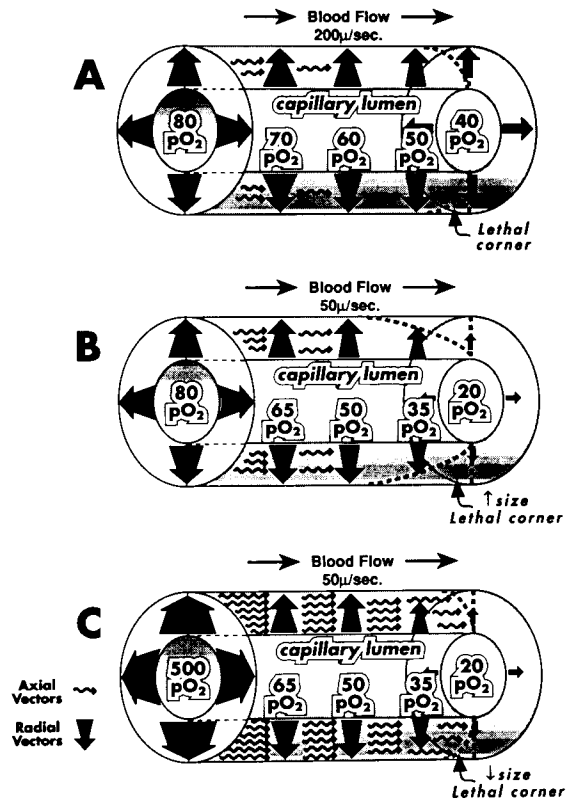 Blood Flow
200μ/sec.
A
capillary lumen
80 pO₂
70 pO₂
60 pO₂
50 pO₂
40 pO₂
Lethal
corner
Blood Flow
50μ/sec.
B
capillary lumen
80 pO₂
65 pO₂
50 pO₂
35 pO₂
20 pO₂
↑size
Lethal corner
Blood Flow
50μ/sec.
C
capillary lumen
500 pO₂
65 pO₂
50 pO₂
35 pO₂
20 pO₂
Axial
Vectors
Radial
Vectors
↓size
Lethal corner